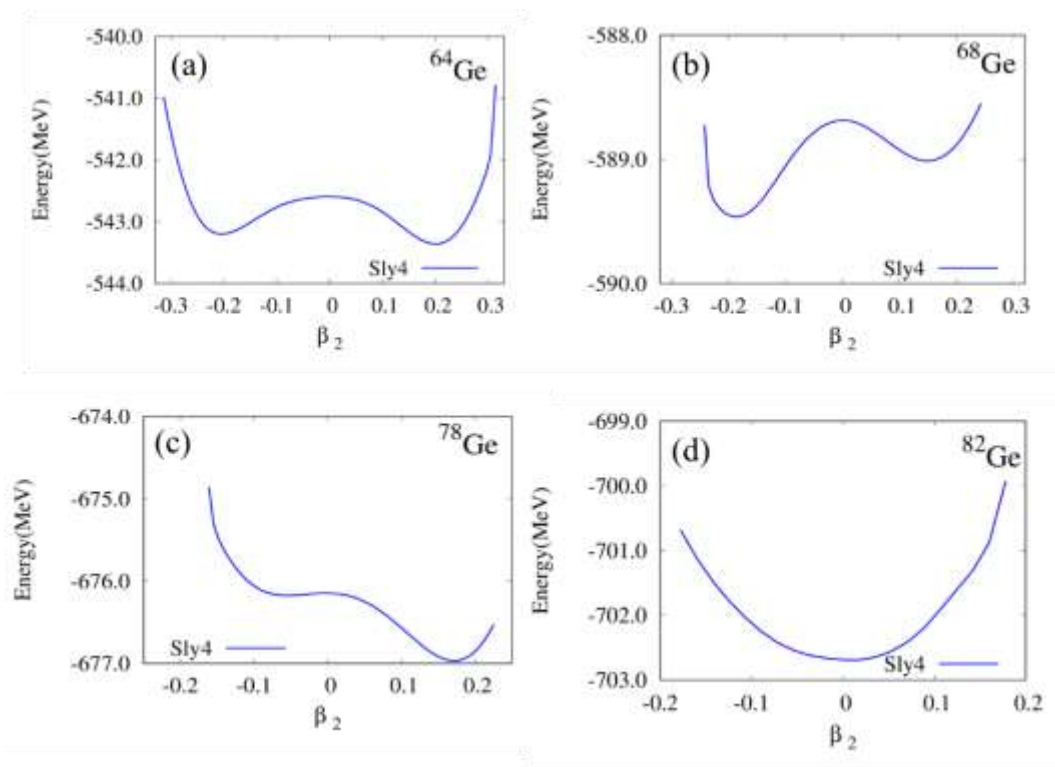 -540.0
-541.0
-542.0
-543.0
-544.0
Energy(MeV)
(a)
⁶⁴Ge
Sly4
-0.3 -0.2 -0.1 0 0.1 0.2 0.3
β₂
-588.0
-589.0
-590.0
Energy(MeV)
(b)
⁶⁸Ge
Sly4
-0.3 -0.2 -0.1 0 0.1 0.2 0.3
β₂
-674.0
-675.0
-676.0
-677.0
Energy(MeV)
(c)
⁷⁸Ge
Sly4
-0.2 -0.1 0 0.1 0.2
β₂
-699.0
-700.0
-701.0
-702.0
-703.0
Energy(MeV)
(d)
⁸²Ge
Sly4
-0.2 -0.1 0 0.1 0.2
β₂